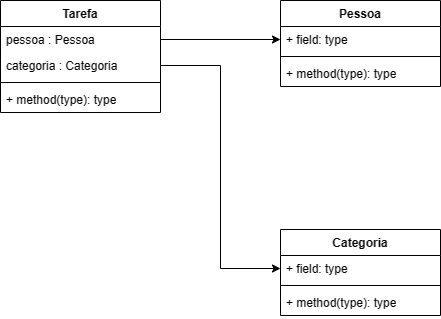 Tarefa
pessoa : Pessoa
categoria : Categoria
+ method(type): type
Pessoa
+ field: type
+ method(type): type
Categoria
+ field: type
+ method(type): type